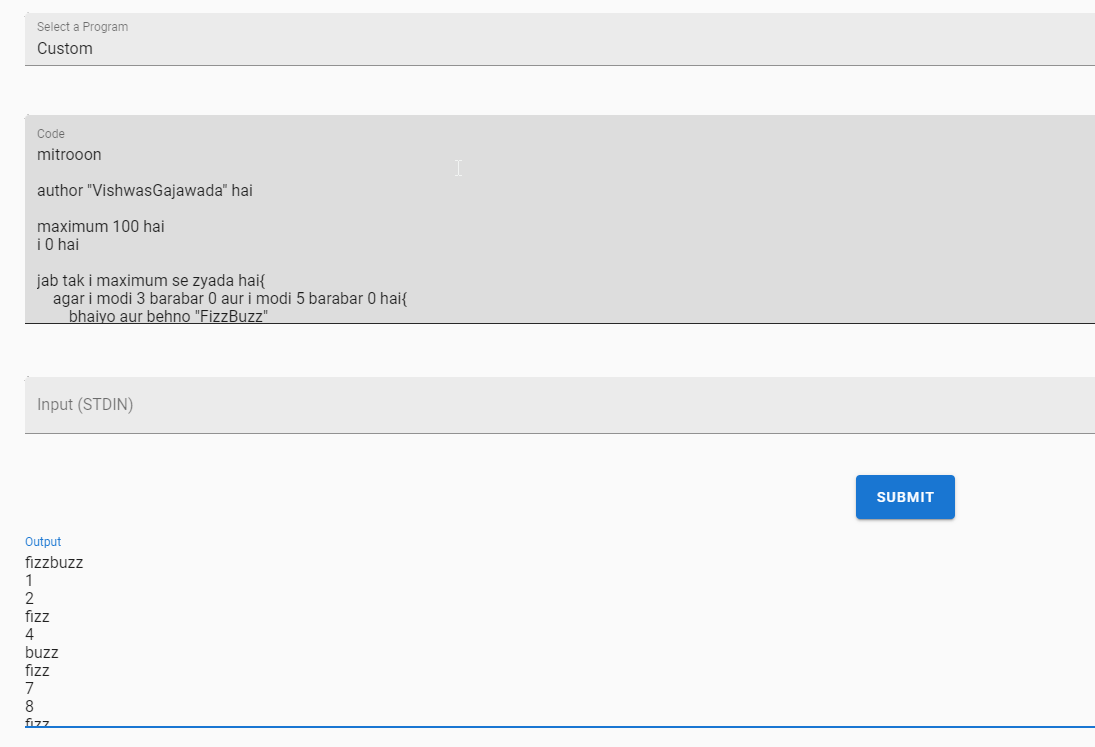 Select a Program
Custom
Code
mitrooon
author "VishwasGajawada" hai
maximum 100 hai
i 0 hai
jab tak i maximum se zyada hai{
agar i modi 3 barabar 0 aur i modi 5 barabar 0 hai{
bhaiyo aur behno "FizzBuzz"
Input (STDIN)
SUBMIT
Output
fizzbuzz
1
2
fizz
4
buzz
fizz
7
8
fizz